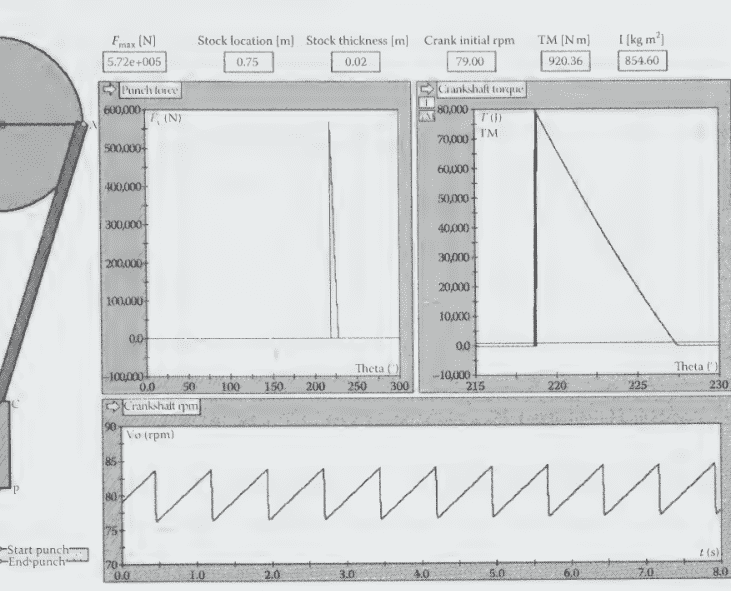 Fmax [N] Stock location [m] Stock thickness [m] Crank initial rpm TM [N m] I [kg m²]
5.72e+005 0.75 0.02 79.00 920.36 854.60
Punch force
600,000
500,000
400,000
300,000
200,000
100,000
0.0
−100,000
(N)
Theta (°)
0.0 50 100 150 200 250 300
Crankshaft torque
80,000
70,000
60,000
50,000
40,000
30,000
20,000
10,000
0.0
−10,000
TM
Theta (°)
215 220 225 230
A
C
P
Start punch
End punch
Crankshaft rpm
90
85
80
75
70
Vo (rpm)
t (s)
0.0 1.0 2.0 3.0 4.0 5.0 6.0 7.0 8.0